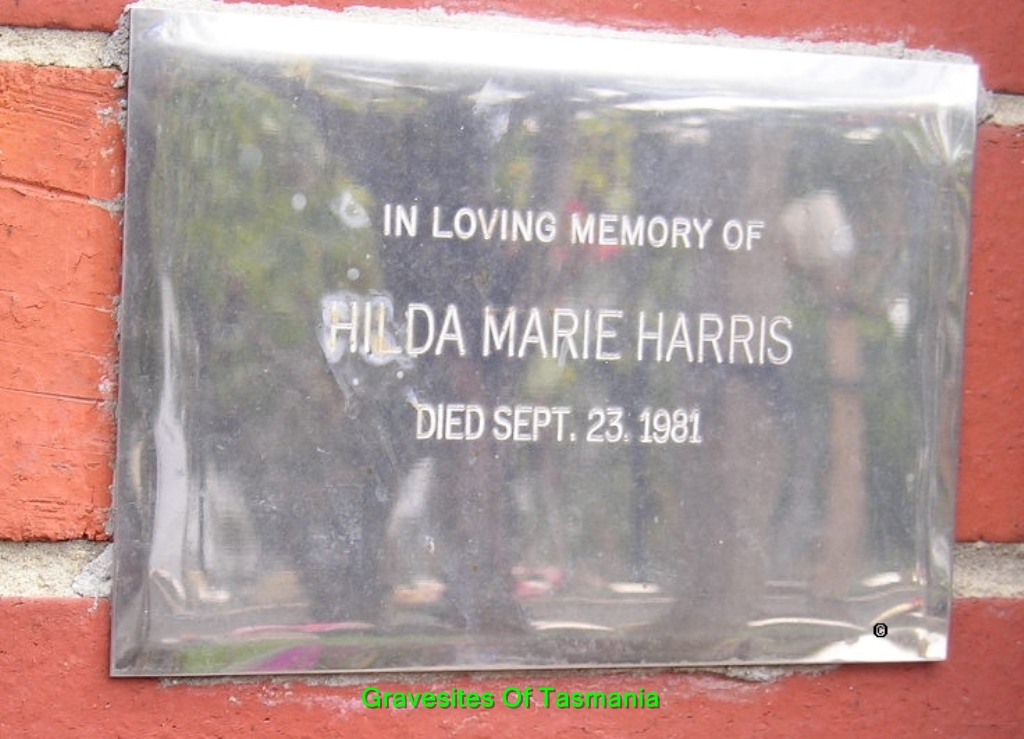 IN LOVING MEMORY OF
HILDA MARIE HARRIS
DIED SEPT. 23. 1981
©
Gravesites Of Tasmania